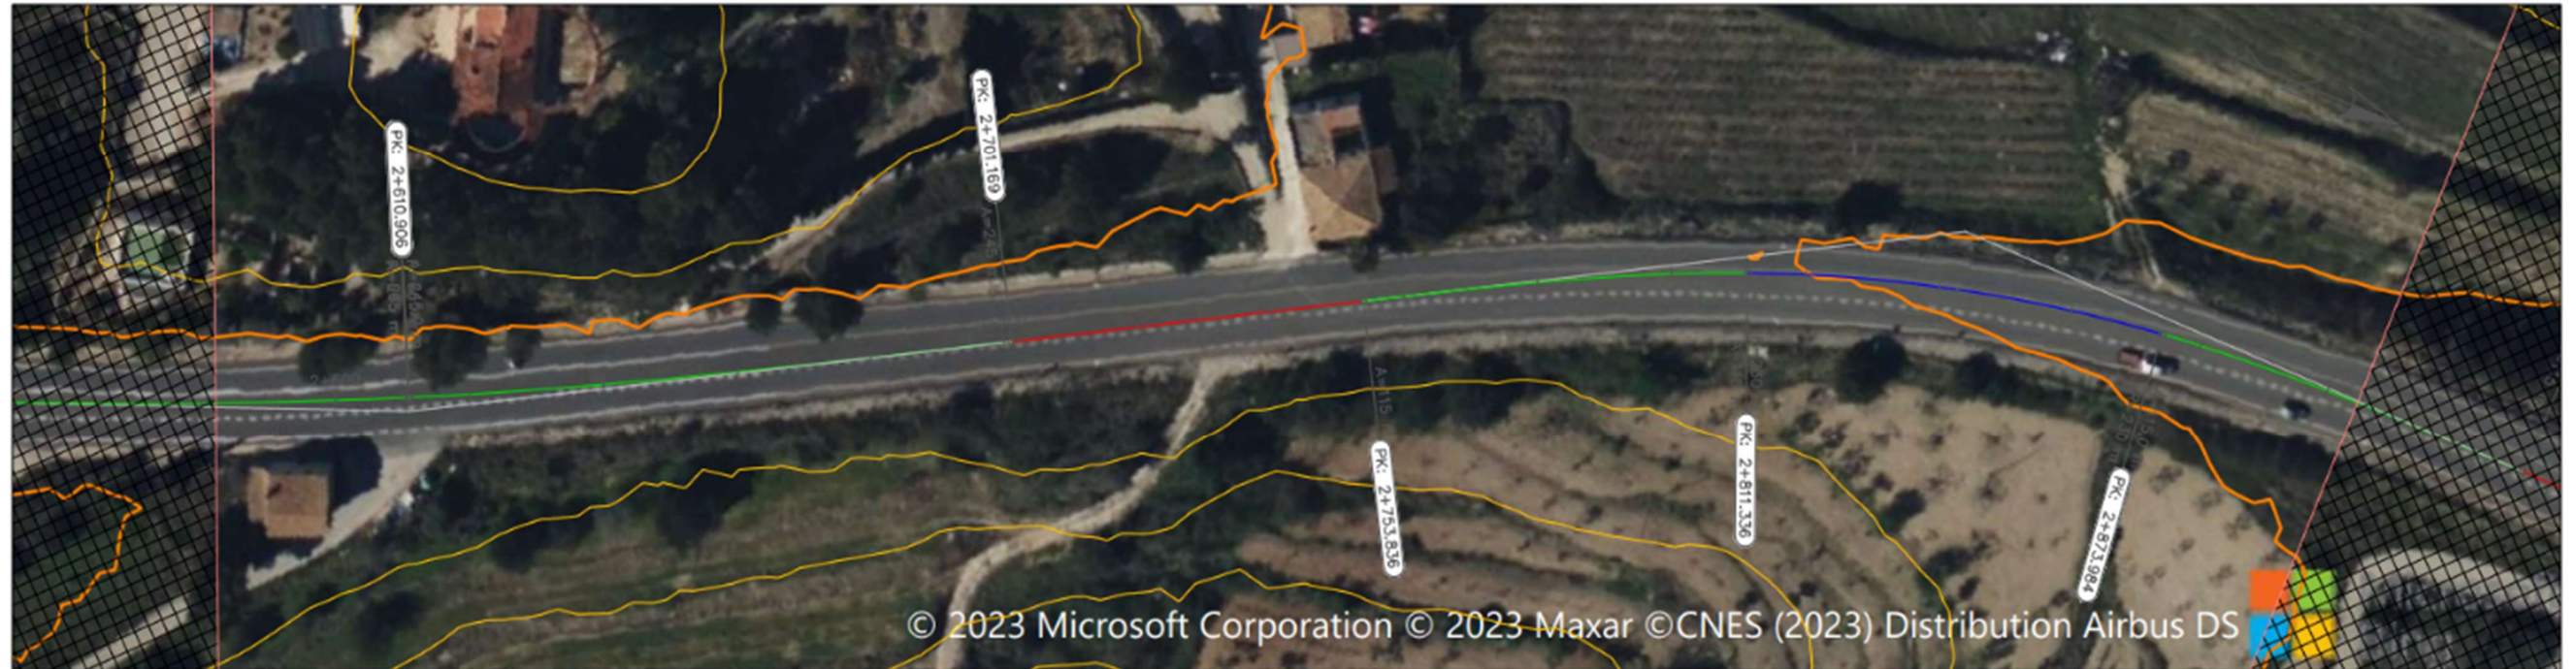 PK: 2+610.906
PK: 2+701.169
PK: 2+753.836
PK: 2+811.336
PK: 2+873.984
A=115
© 2023 Microsoft Corporation © 2023 Maxar ©CNES (2023) Distribution Airbus DS